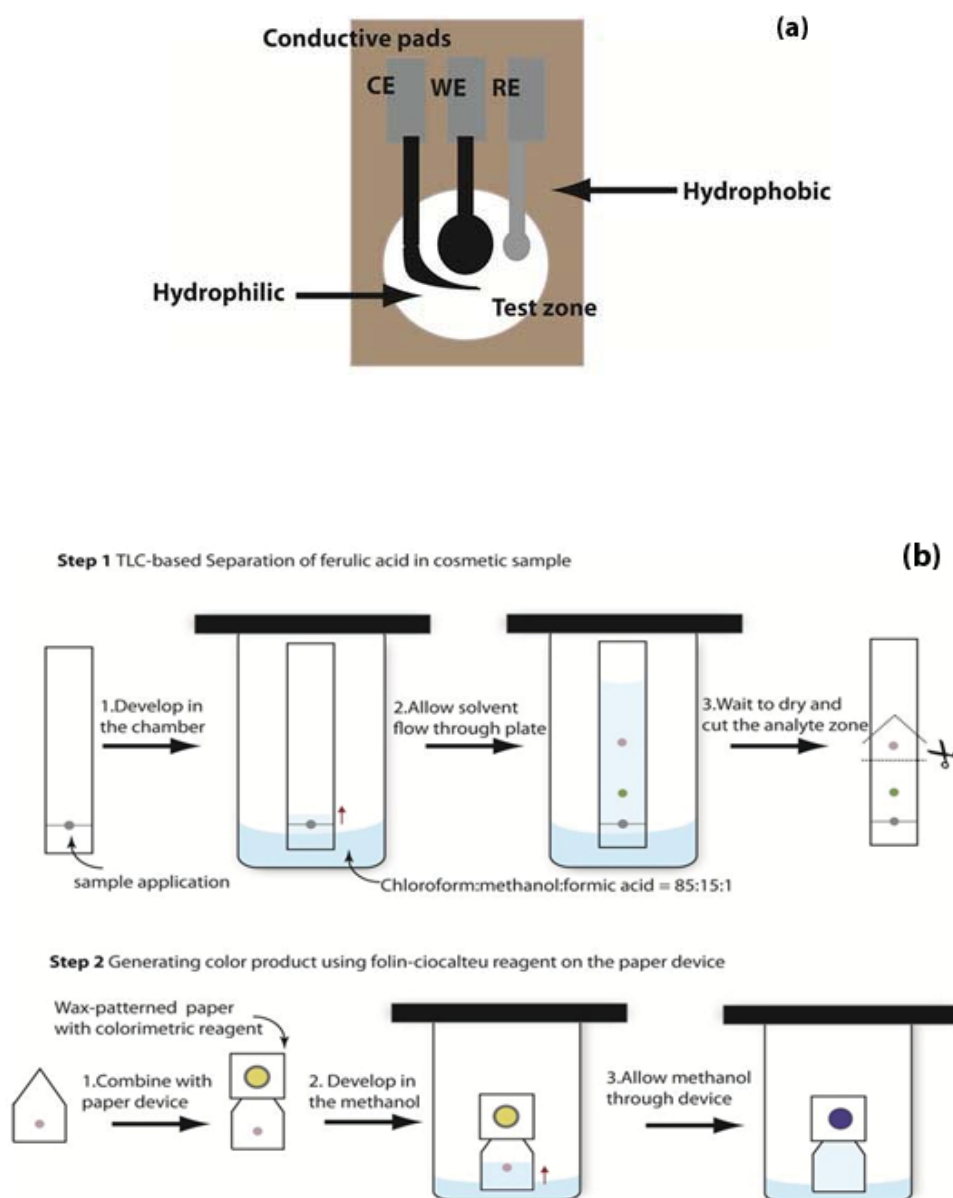 (a)
Conductive pads
CE WE RE
Hydrophobic
Hydrophilic
Test zone
(b)
Step 1 TLC-based Separation of ferulic acid in cosmetic sample
1.Develop in
the chamber
2.Allow solvent
flow through plate
3.Wait to dry and
cut the analyte zone
sample application
Chloroform:methanol:formic acid = 85:15:1
Step 2 Generating color product using folin-ciocalteu reagent on the paper device
Wax-patterned paper
with colorimetric reagent
1.Combine with
paper device
2. Develop in
the methanol
3.Allow methanol
through device